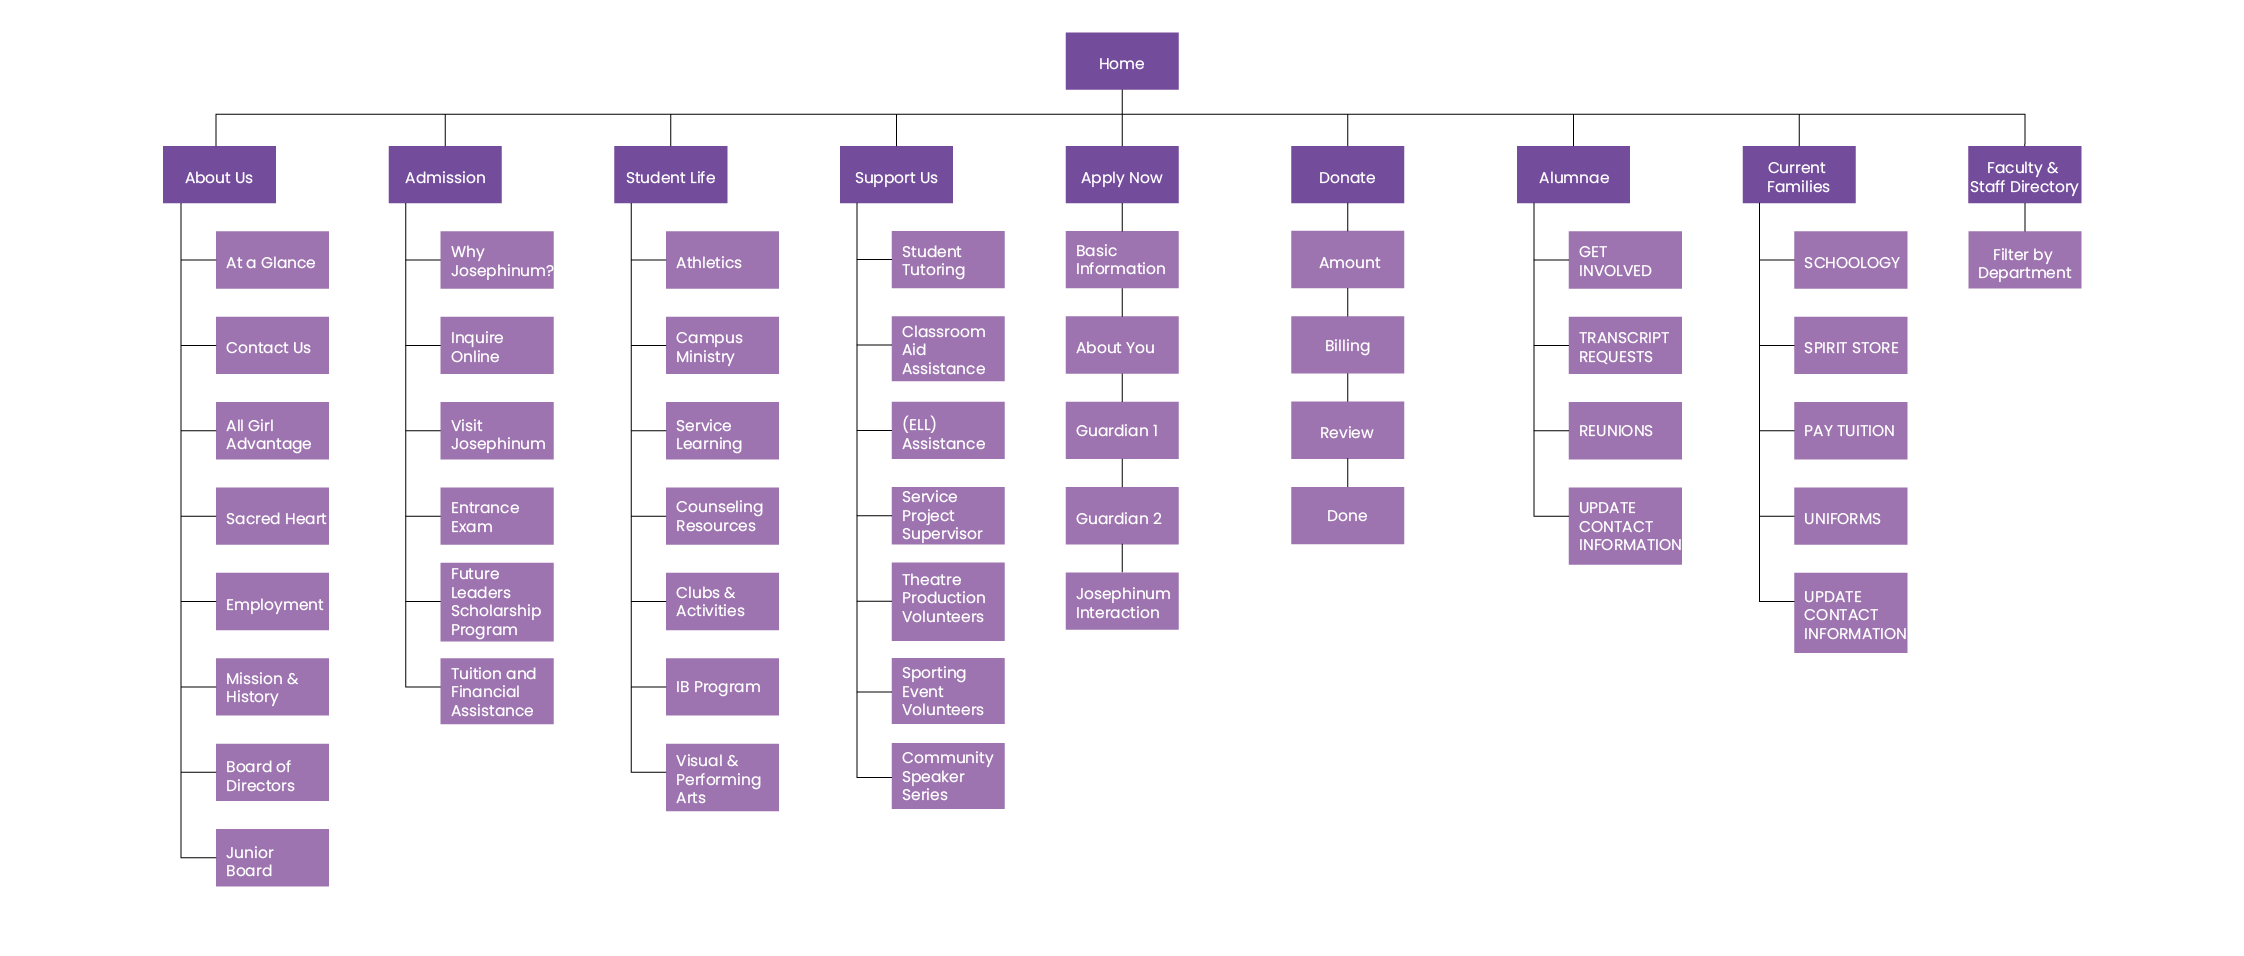 Home
About Us
Admission
Student Life
Support Us
Apply Now
Donate
Alumnae
Current
Families
Faculty &
Staff Directory
At a Glance
Contact Us
All Girl
Advantage
Sacred Heart
Employment
Mission &
History
Board of
Directors
Junior
Board
Why
Josephinum?
Inquire
Online
Visit
Josephinum
Entrance
Exam
Future
Leaders
Scholarship
Program
Tuition and
Financial
Assistance
Athletics
Campus
Ministry
Service
Learning
Counseling
Resources
Clubs &
Activities
IB Program
Visual &
Performing
Arts
Student
Tutoring
Classroom
Aid
Assistance
(ELL)
Assistance
Service
Project
Supervisor
Theatre
Production
Volunteers
Sporting
Event
Volunteers
Community
Speaker
Series
Basic
Information
About You
Guardian 1
Guardian 2
Josephinum
Interaction
Amount
Billing
Review
Done
GET
INVOLVED
TRANSCRIPT
REQUESTS
REUNIONS
UPDATE
CONTACT
INFORMATION
SCHOOLOGY
SPIRIT STORE
PAY TUITION
UNIFORMS
UPDATE
CONTACT
INFORMATION
Filter by
Department